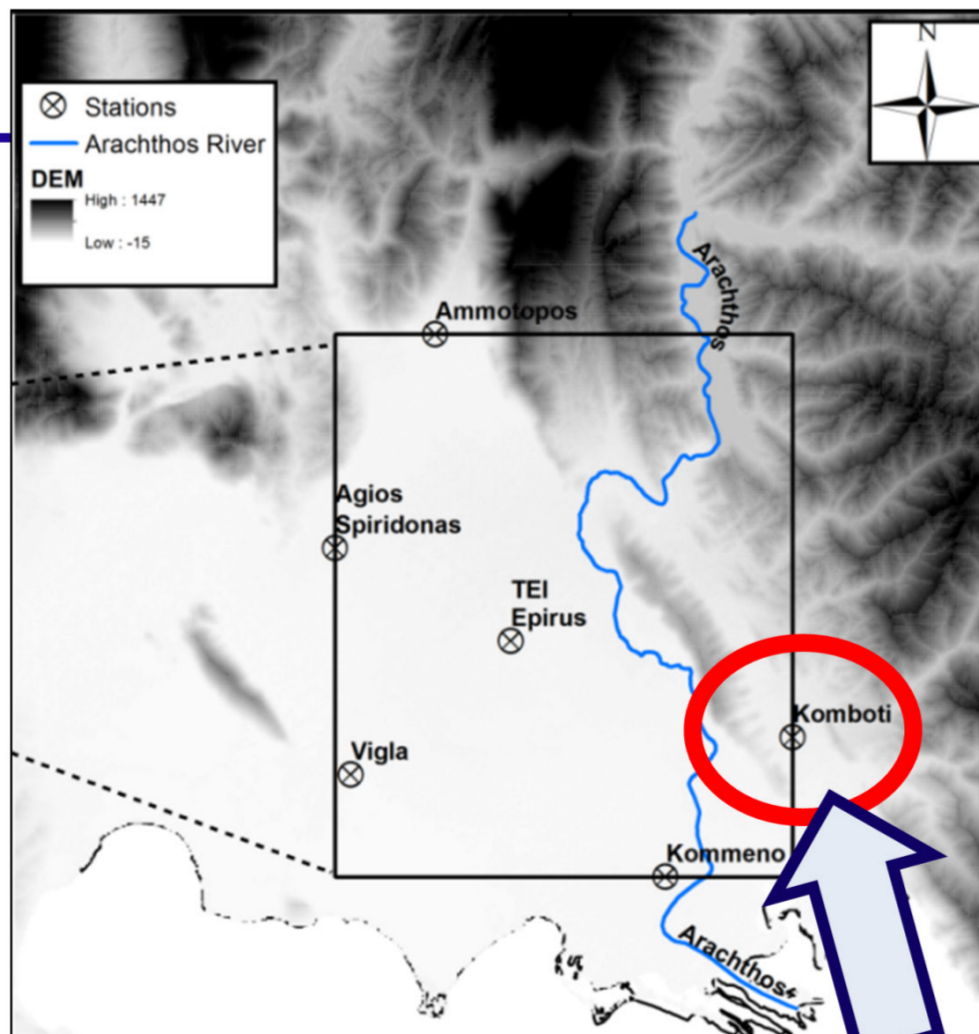 N
Stations
Arachthos River
DEM
High : 1447
Low : -15
Arachthos
Ammotopos
Agios
Spiridonas
TEI
Epirus
Komboti
Vigla
Kommeno
Arachthos